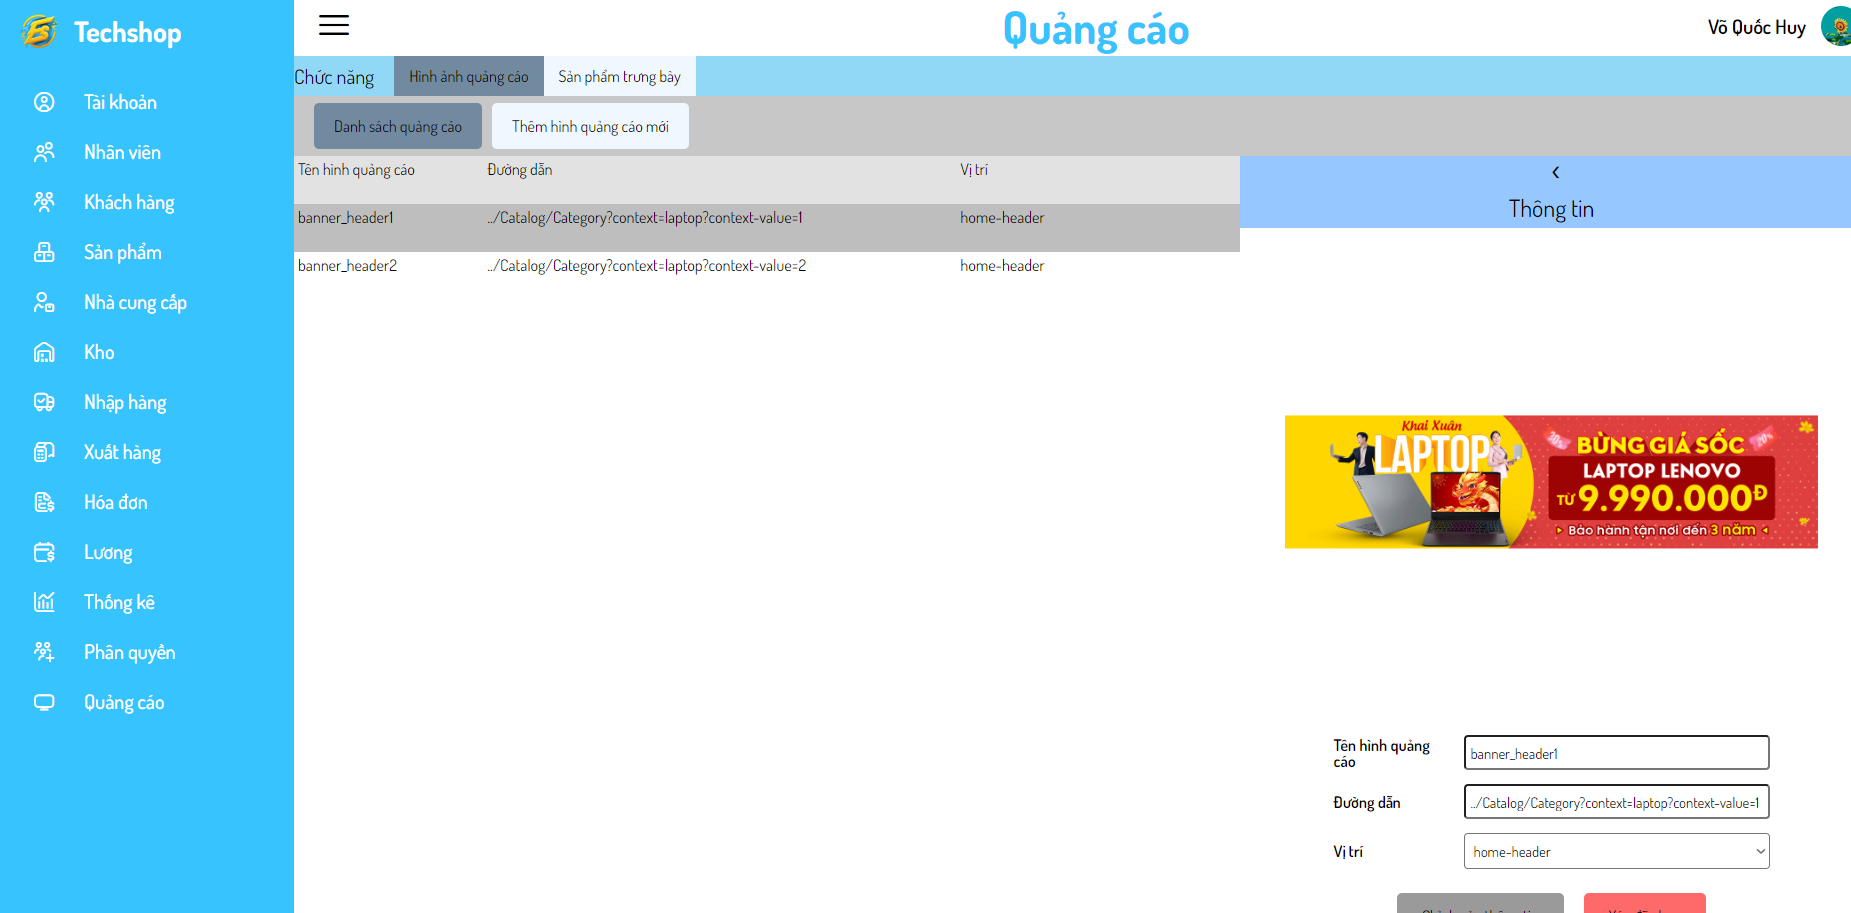 Techshop
Quảng cáo
Võ Quốc Huy
Tài khoản
Nhân viên
Khách hàng
Sản phẩm
Nhà cung cấp
Kho
Nhập hàng
Xuất hàng
Hóa đơn
Lương
Thống kê
Phân quyền
Quảng cáo
Chức năng
Hình ảnh quảng cáo
Sản phẩm trưng bày
Danh sách quảng cáo
Thêm hình quảng cáo mới
Tên hình quảng cáo Đường dẫn Vị trí
banner_header1 ../Catalog/Category?context=laptop?context-value=1 home-header
banner_header2 ../Catalog/Category?context=laptop?context-value=2 home-header
Thông tin
Khai Xuân
LAPTOP
20%
BÙNG GIÁ SỐC
20%
LAPTOP LENOVO
TỪ 9.990.000Đ
Bảo hành tận nơi đến 3 năm
Tên hình quảng
cáo
banner_header1
Đường dẫn
../Catalog/Category?context=laptop?context-value=1
Vị trí
home-header